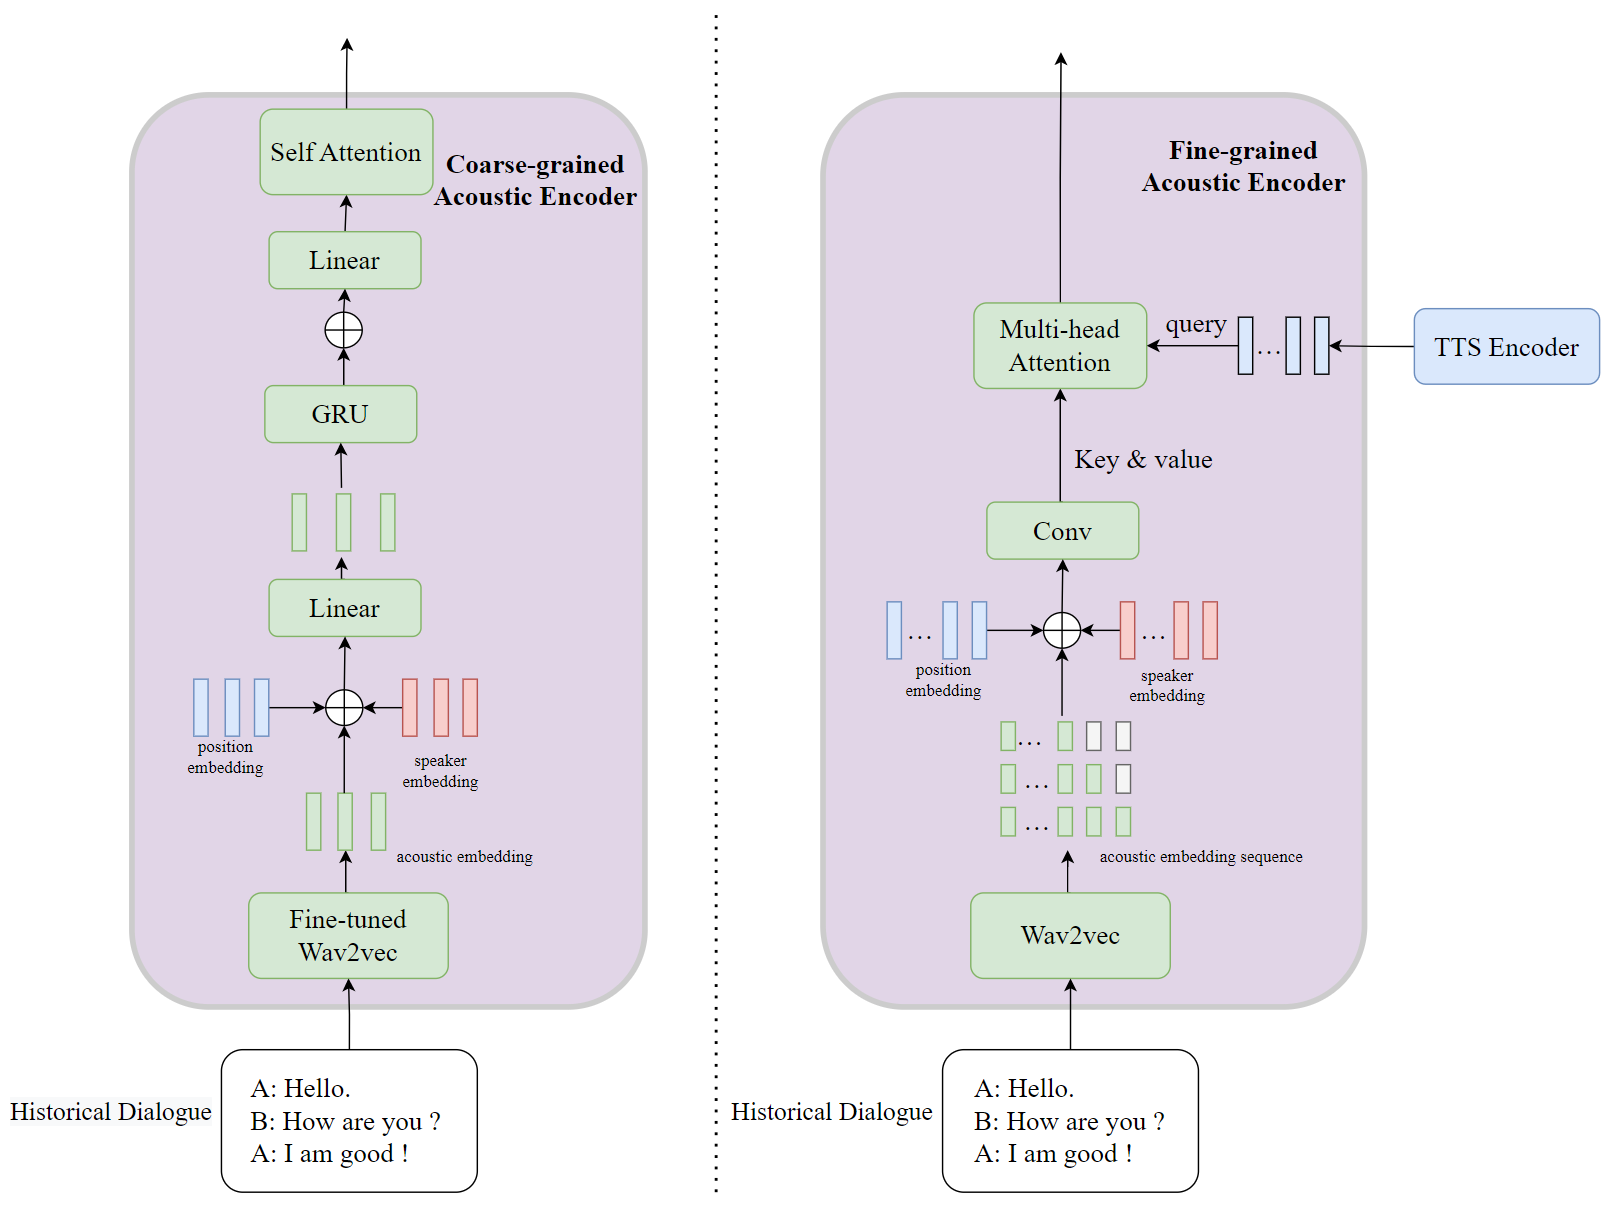 Self Attention
Coarse-grained
Acoustic Encoder
Linear
GRU
Linear
position
embedding
speaker
embedding
acoustic embedding
Fine-tuned
Wav2vec
Historical Dialogue
A: Hello.
B: How are you ?
A: I am good !
Fine-grained
Acoustic Encoder
Multi-head
Attention
query
...
TTS Encoder
Key & value
Conv
...
position
embedding
...
speaker
embedding
...
...
...
acoustic embedding sequence
Wav2vec
Historical Dialogue
A: Hello.
B: How are you ?
A: I am good !